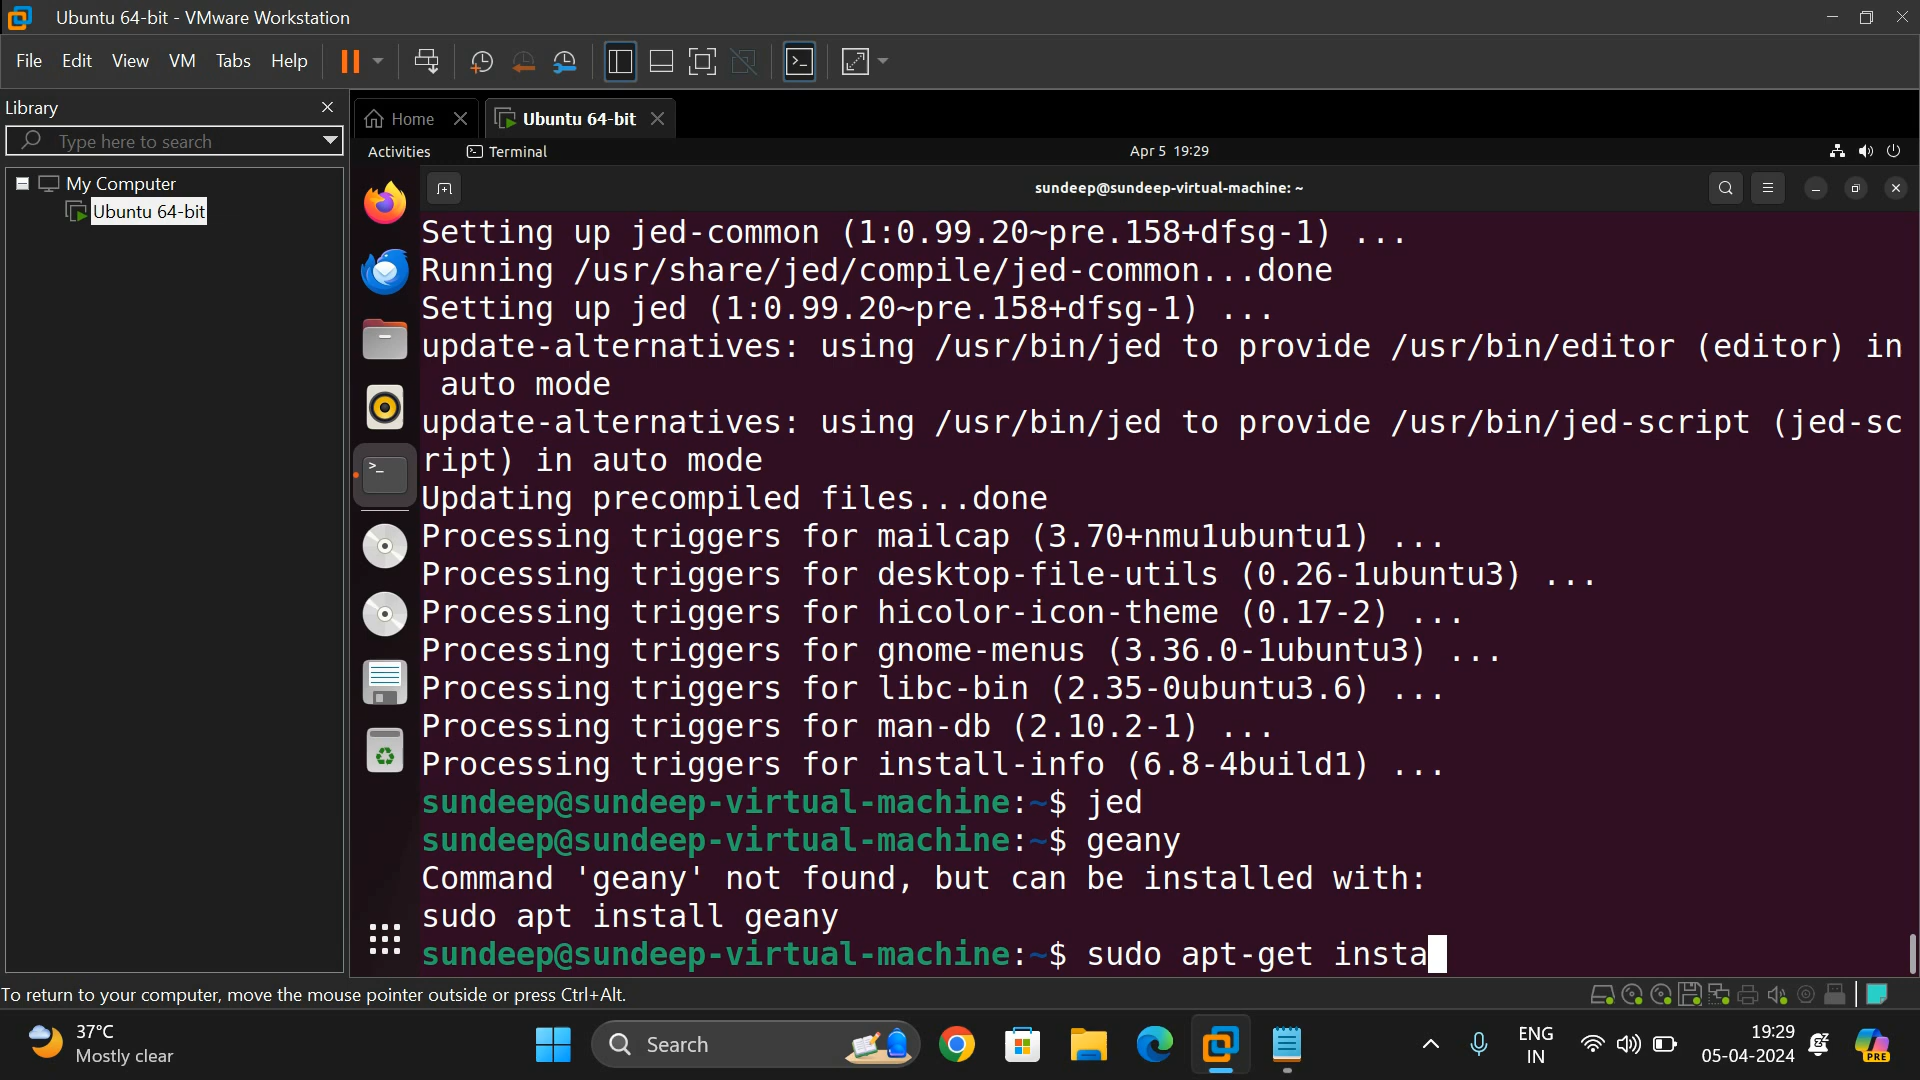 Ubuntu 64-bit - VMware Workstation
File Edit View VM Tabs Help
Library
Type here to search
My Computer
Ubuntu 64-bit
Home
Ubuntu 64-bit
Activities
Terminal
Apr 5 19:29
sundeep@sundeep-virtual-machine: ~
Setting up jed-common (1:0.99.20~pre.158+dfsg-1) ...
Running /usr/share/jed/compile/jed-common...done
Setting up jed (1:0.99.20~pre.158+dfsg-1) ...
update-alternatives: using /usr/bin/jed to provide /usr/bin/editor (editor) in
auto mode
update-alternatives: using /usr/bin/jed to provide /usr/bin/jed-script (jed-sc
ript) in auto mode
Updating precompiled files...done
Processing triggers for mailcap (3.70+nmu1ubuntu1) ...
Processing triggers for desktop-file-utils (0.26-1ubuntu3) ...
Processing triggers for hicolor-icon-theme (0.17-2) ...
Processing triggers for gnome-menus (3.36.0-1ubuntu3) ...
Processing triggers for libc-bin (2.35-0ubuntu3.6) ...
Processing triggers for man-db (2.10.2-1) ...
Processing triggers for install-info (6.8-4build1) ...
sundeep@sundeep-virtual-machine:~$ jed
sundeep@sundeep-virtual-machine:~$ geany
Command 'geany' not found, but can be installed with:
sudo apt install geany
sundeep@sundeep-virtual-machine:~$ sudo apt-get insta
To return to your computer, move the mouse pointer outside or press Ctrl+Alt.
37°C
Mostly clear
Search
ENG
IN
19:29
05-04-2024
PRE